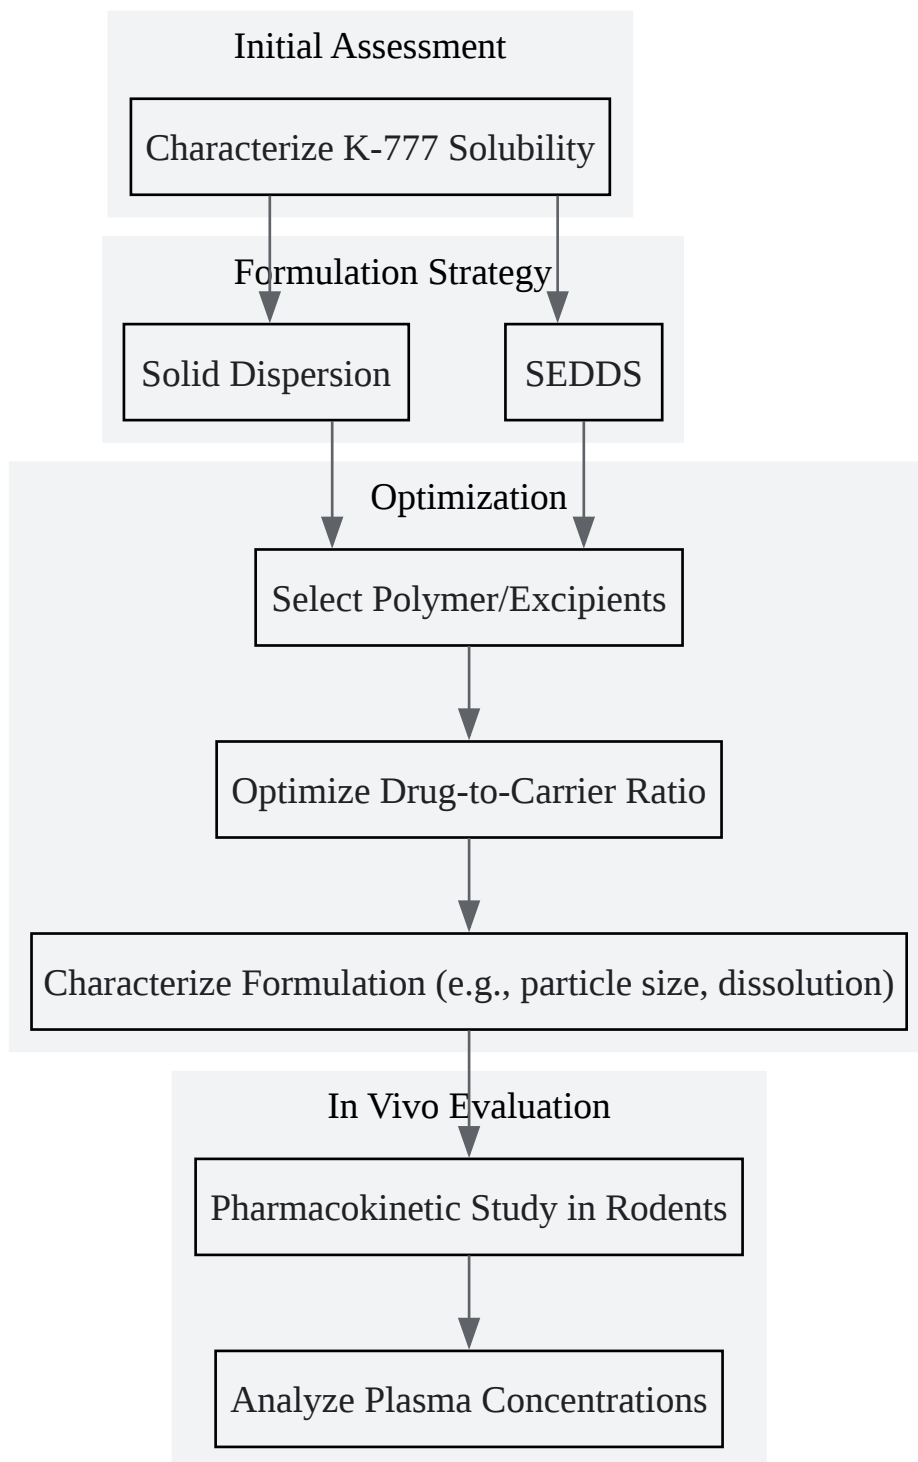 Initial Assessment
Characterize K-777 Solubility
Formulation Strategy
Solid Dispersion
SEDDS
Optimization
Select Polymer/Excipients
Optimize Drug-to-Carrier Ratio
Characterize Formulation (e.g., particle size, dissolution)
In Vivo Evaluation
Pharmacokinetic Study in Rodents
Analyze Plasma Concentrations